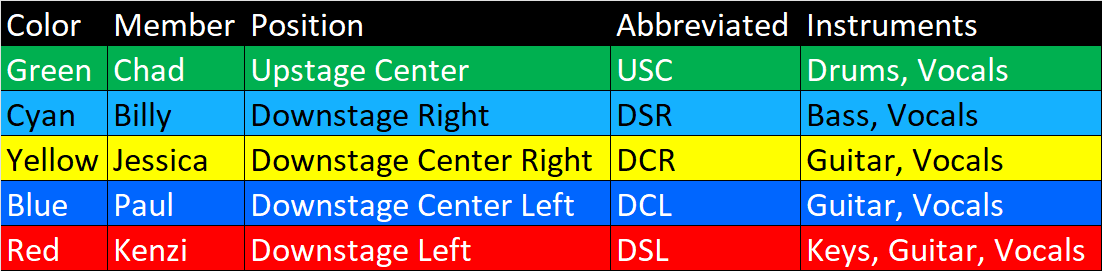 Color Member Position Abbreviated Instruments
Green Chad Upstage Center USC Drums, Vocals
Cyan Billy Downstage Right DSR Bass, Vocals
Yellow Jessica Downstage Center Right DCR Guitar, Vocals
Blue Paul Downstage Center Left DCL Guitar, Vocals
Red Kenzi Downstage Left DSL Keys, Guitar, Vocals